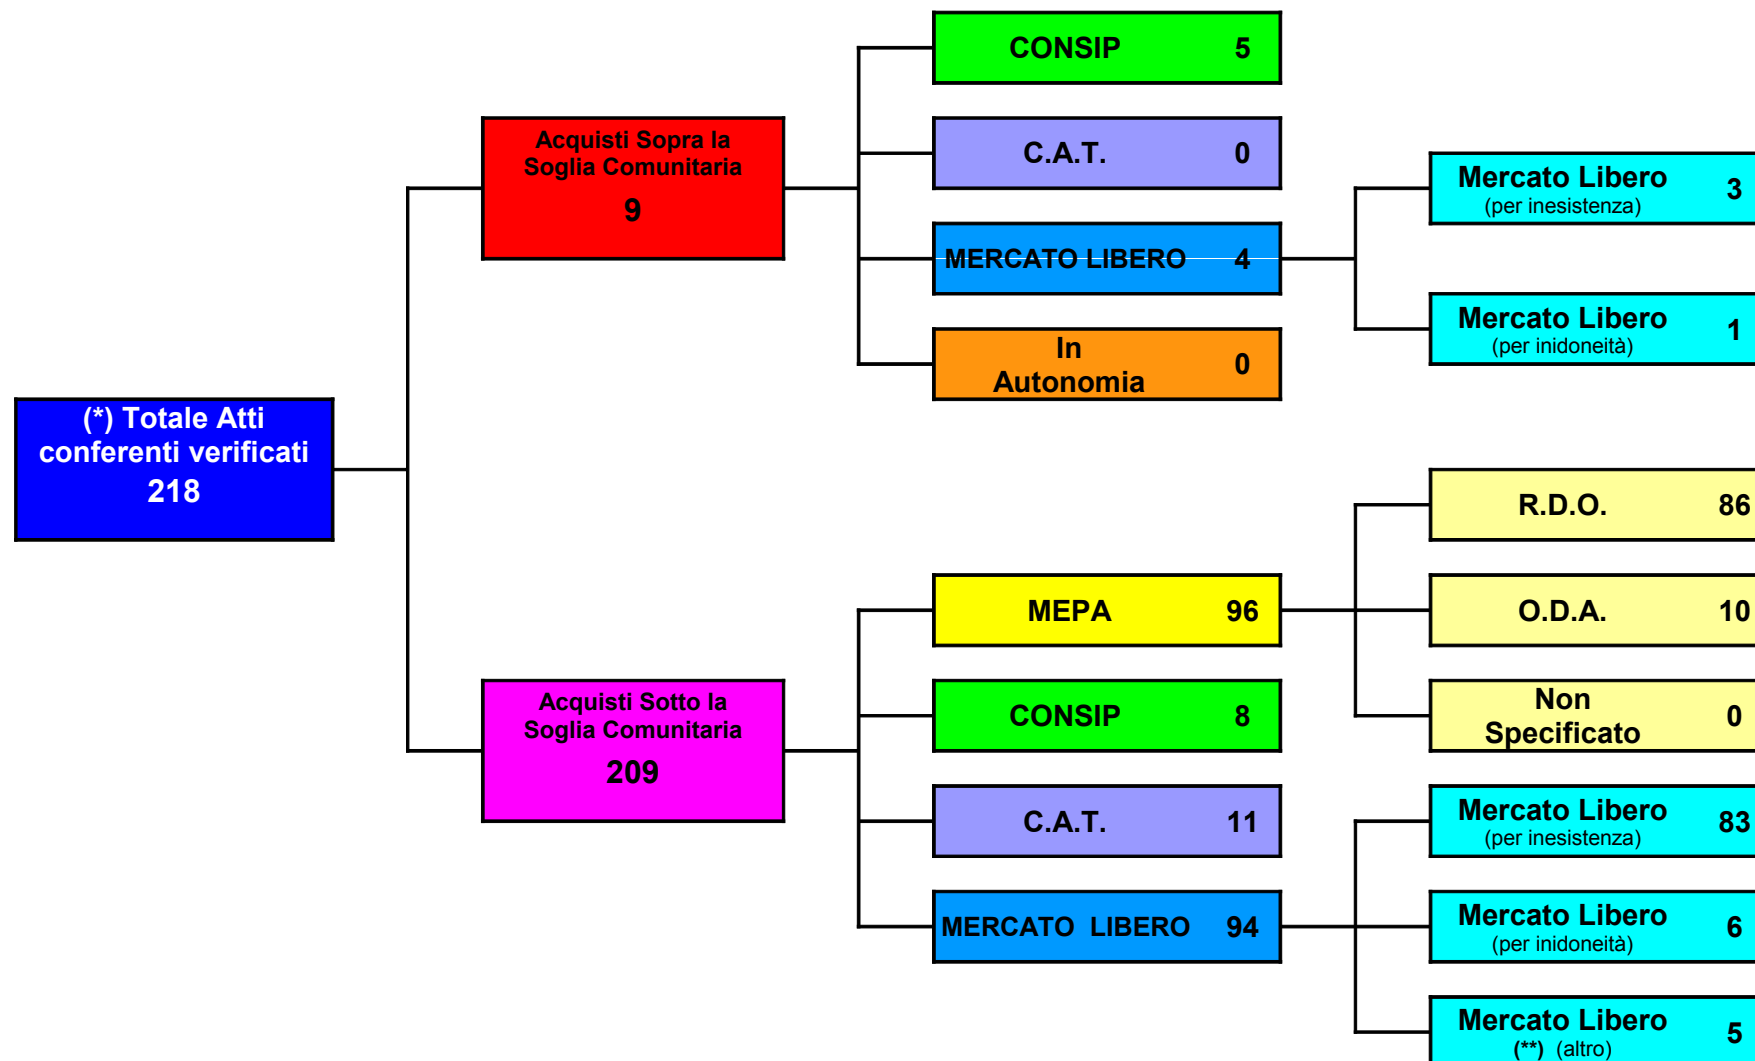 (*) Totale Atti
conferenti verificati
218
Acquisti Sopra la
Soglia Comunitaria
9
CONSIP 5
C.A.T. 0
MERCATO LIBERO 4
In
Autonomia 0
Mercato Libero 3
(per inesistenza)
Mercato Libero 1
(per inidoneità)
Acquisti Sotto la
Soglia Comunitaria
209
MEPA 96
CONSIP 8
C.A.T. 11
MERCATO LIBERO 94
R.D.O. 86
O.D.A. 10
Non
Specificato 0
Mercato Libero 83
(per inesistenza)
Mercato Libero 6
(per inidoneità)
Mercato Libero 5
(**) (altro)